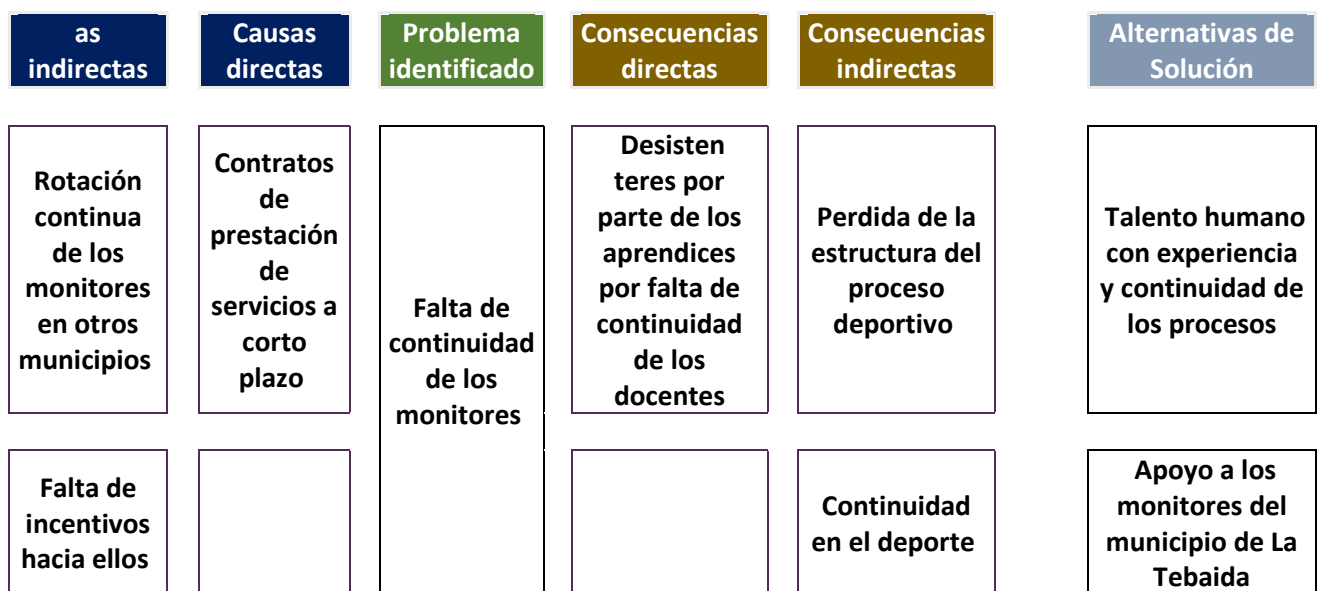 as
indirectas
Causas
directas
Problema
identificado
Consecuencias
directas
Consecuencias
indirectas
Alternativas de
Solución
Rotación
continua
de los
monitores
en otros
municipios
Contratos
de
prestación
de
servicios a
corto
plazo
Falta de
continuidad
de los
monitores
Desisten
teres por
parte de los
aprendices
por falta de
continuidad
de los
docentes
Perdida de la
estructura del
proceso
deportivo
Talento humano
con experiencia
y continuidad de
los procesos
Falta de
incentivos
hacia ellos
Continuidad
en el deporte
Apoyo a los
monitores del
municipio de La
Tebaida